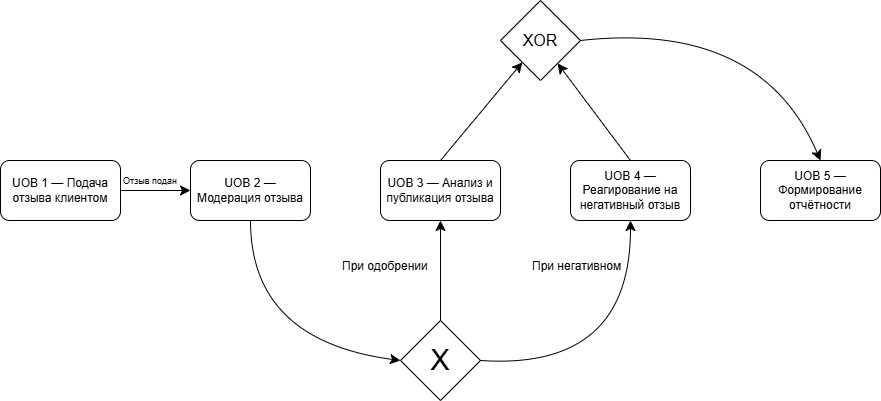 XOR
UOB 1 — Подача
отзыва клиентом
Отзыв подан
UOB 2 —
Модерация отзыва
UOB 3 — Анализ и
публикация отзыва
UOB 4 —
Реагирование на
негативный отзыв
UOB 5 —
Формирование
отчётности
При одобрении
При негативном
X